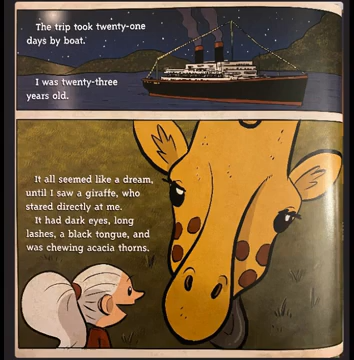 The trip took twenty-one
days by boat.
I was twenty-three
years old.
It all seemed like a dream,
until I saw a giraffe, who
stared directly at me.
It had dark eyes, long
lashes, a black tongue, and
was chewing acacia thorns.